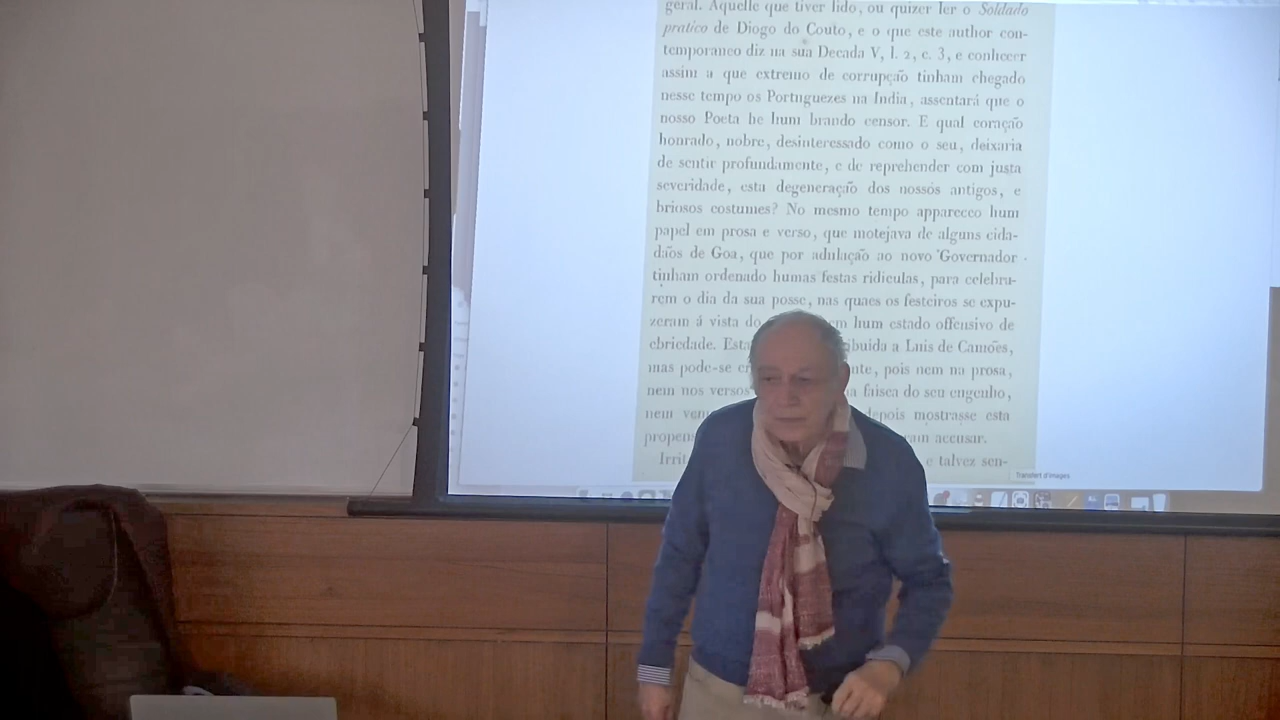 geral. Aquelle que tiver lido, ou quizer ler o Soldado
pratico de Diogo do Couto, e o que este author con-
temporaneo diz na sua Decada V, l. 2, c. 3, e conhecer
assim a que extremo de corrupção tinham chegado
nesse tempo os Portuguezes na India, assentará que o
nosso Poeta he hum brando censor. E qual coração
honrado, nobre, desinteressado como o seu, deixaria
de sentir profundamente, e de reprehender com justa
severidade, esta degeneração dos nossos antigos, e
briosos costumes? No mesmo tempo appareceo hum
papel em prosa e verso, que motejava de alguns cida-
dãos de Goa, que por adulação ao novo Governador
tinham ordenado humas festas ridiculas, para celebra-
rem o dia da sua posse, nas quaes os festeiros se expu-
zeram á vista do em hum estado offensivo de
ebriedade. Esta ibuida a Luis de Camões,
mas pode-se nte, pois nem na prosa,
nem nos versos a faisca do seu engenho,
nem depois mostrasse esta
propens am accusar.
Irrit e talvez sen-
Transfert d'images